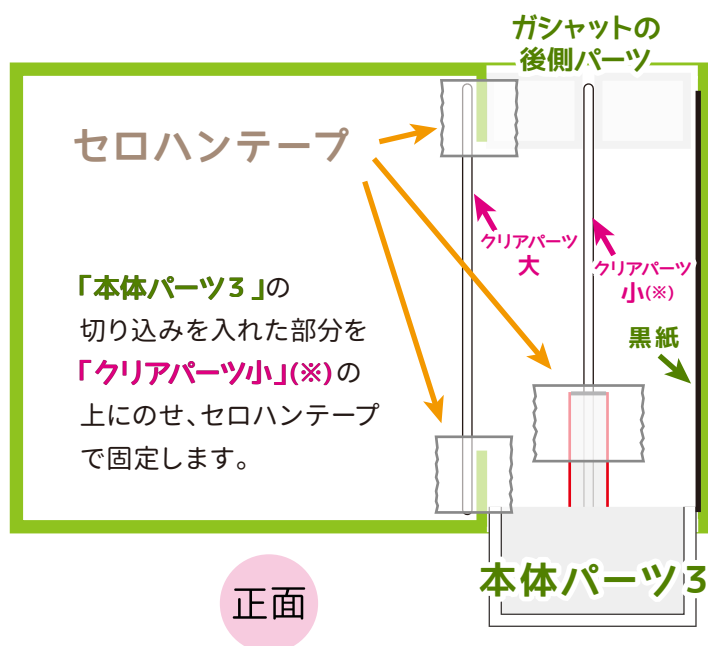 ガシャットの
後側パーツ
セロハンテープ
クリアパーツ
大
クリアパーツ
小(※)
黒紙
「本体パーツ3」の
切り込みを入れた部分を
「クリアパーツ小」(※)の
上にのせ、セロハンテープ
で固定します。
本体パーツ3
正面